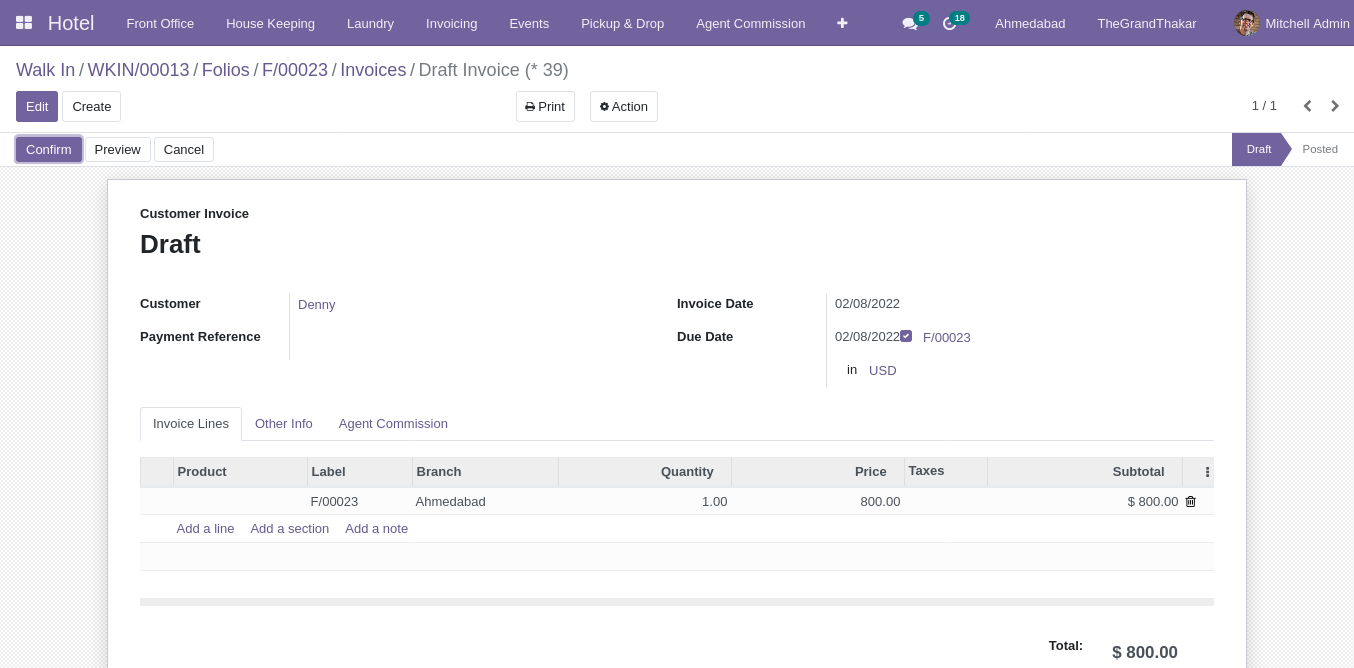 Hotel Front Office House Keeping Laundry Invoicing Events Pickup & Drop Agent Commission 5 18 Ahmedabad TheGrandThakar Mitchell Admin
Walk In / WKIN/00013 / Folios / F/00023 / Invoices / Draft Invoice (* 39)
Edit Create Print Action 1 / 1
Confirm Preview Cancel Draft Posted
Customer Invoice
Draft
Customer Denny Invoice Date 02/08/2022
Payment Reference Due Date 02/08/2022 F/00023
in USD
Invoice Lines Other Info Agent Commission
Product Label Branch Quantity Price Taxes Subtotal
F/00023 Ahmedabad 1.00 800.00 $ 800.00
Add a line Add a section Add a note
Total: $ 800.00